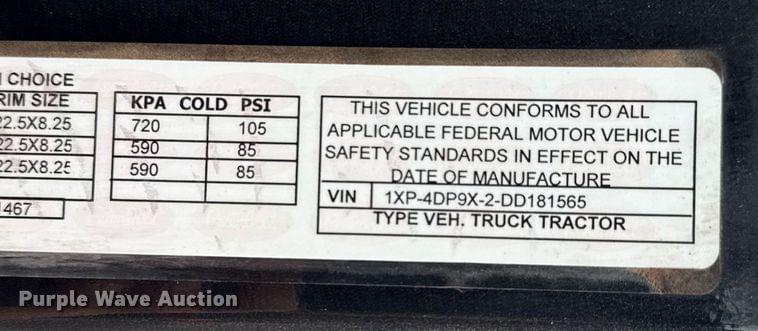 CHOICE
RIM SIZE KPA COLD PSI
22.5X8.25 720 105
22.5X8.25 590 85
22.5X8.25 590 85
1467
THIS VEHICLE CONFORMS TO ALL
APPLICABLE FEDERAL MOTOR VEHICLE
SAFETY STANDARDS IN EFFECT ON THE
DATE OF MANUFACTURE
VIN 1XP-4DP9X-2-DD181565
TYPE VEH. TRUCK TRACTOR
Purple Wave Auction